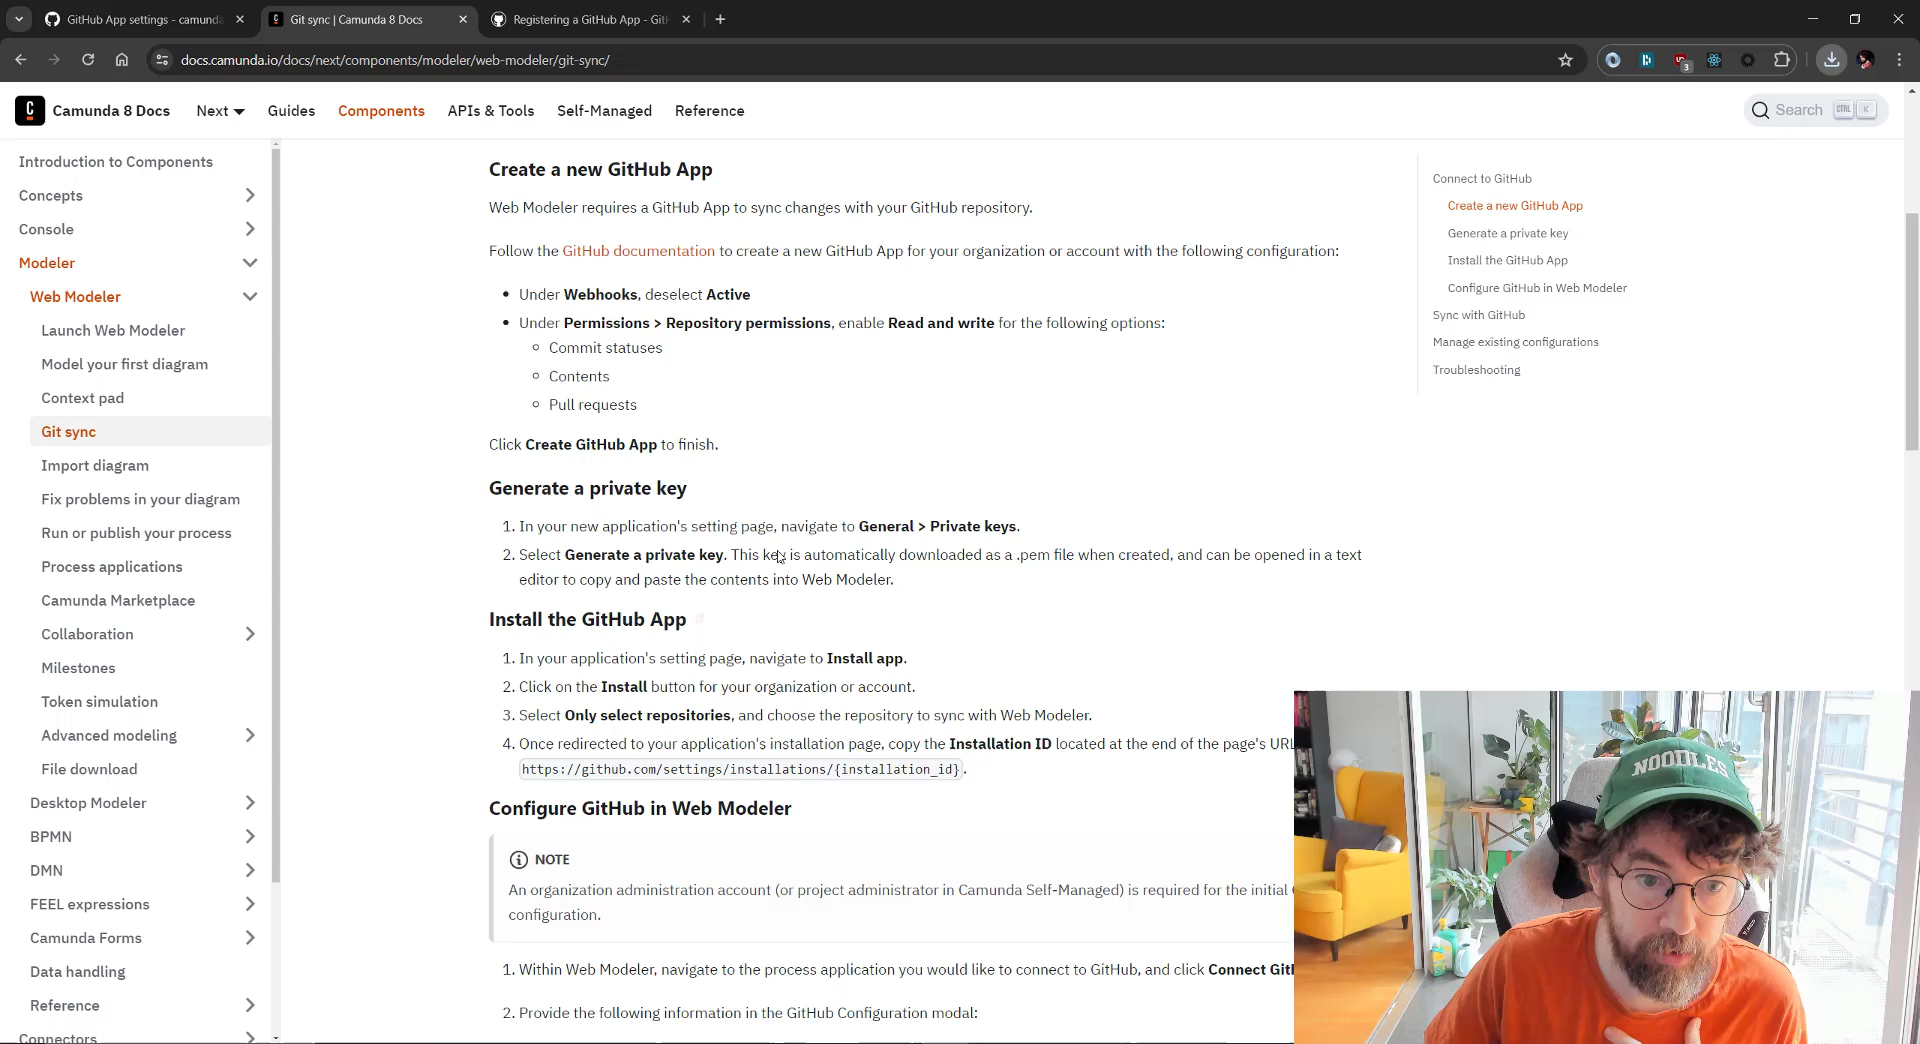 GitHub App settings - camunda
Git sync | Camunda 8 Docs
Registering a GitHub App - Git
docs.camunda.io/docs/next/components/modeler/web-modeler/git-sync/
3
Camunda 8 Docs
Next
Guides
Components
APIs & Tools
Self-Managed
Reference
Search
CTRL K
Introduction to Components
Concepts
Console
Modeler
Web Modeler
Launch Web Modeler
Model your first diagram
Context pad
Git sync
Import diagram
Fix problems in your diagram
Run or publish your process
Process applications
Camunda Marketplace
Collaboration
Milestones
Token simulation
Advanced modeling
File download
Desktop Modeler
BPMN
DMN
FEEL expressions
Camunda Forms
Data handling
Reference
Connectors
Create a new GitHub App
Web Modeler requires a GitHub App to sync changes with your GitHub repository.
Follow the GitHub documentation to create a new GitHub App for your organization or account with the following configuration:
• Under Webhooks, deselect Active
• Under Permissions > Repository permissions, enable Read and write for the following options:
◦ Commit statuses
◦ Contents
◦ Pull requests
Click Create GitHub App to finish.
Generate a private key
1. In your new application's setting page, navigate to General > Private keys.
2. Select Generate a private key. This key is automatically downloaded as a .pem file when created, and can be opened in a text
editor to copy and paste the contents into Web Modeler.
Install the GitHub App #
1. In your application's setting page, navigate to Install app.
2. Click on the Install button for your organization or account.
3. Select Only select repositories, and choose the repository to sync with Web Modeler.
4. Once redirected to your application's installation page, copy the Installation ID located at the end of the page's URL
https://github.com/settings/installations/{installation_id}.
Configure GitHub in Web Modeler
NOTE
An organization administration account (or project administrator in Camunda Self-Managed) is required for the initial
configuration.
1. Within Web Modeler, navigate to the process application you would like to connect to GitHub, and click Connect GitH
2. Provide the following information in the GitHub Configuration modal:
Connect to GitHub
Create a new GitHub App
Generate a private key
Install the GitHub App
Configure GitHub in Web Modeler
Sync with GitHub
Manage existing configurations
Troubleshooting
NOODLES